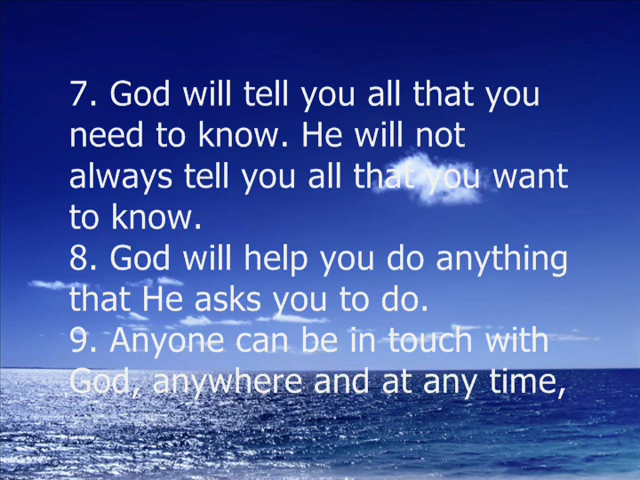 7. God will tell you all that you
need to know. He will not
always tell you all that you want
to know.
8. God will help you do anything
that He asks you to do.
9. Anyone can be in touch with
God, anywhere and at any time,